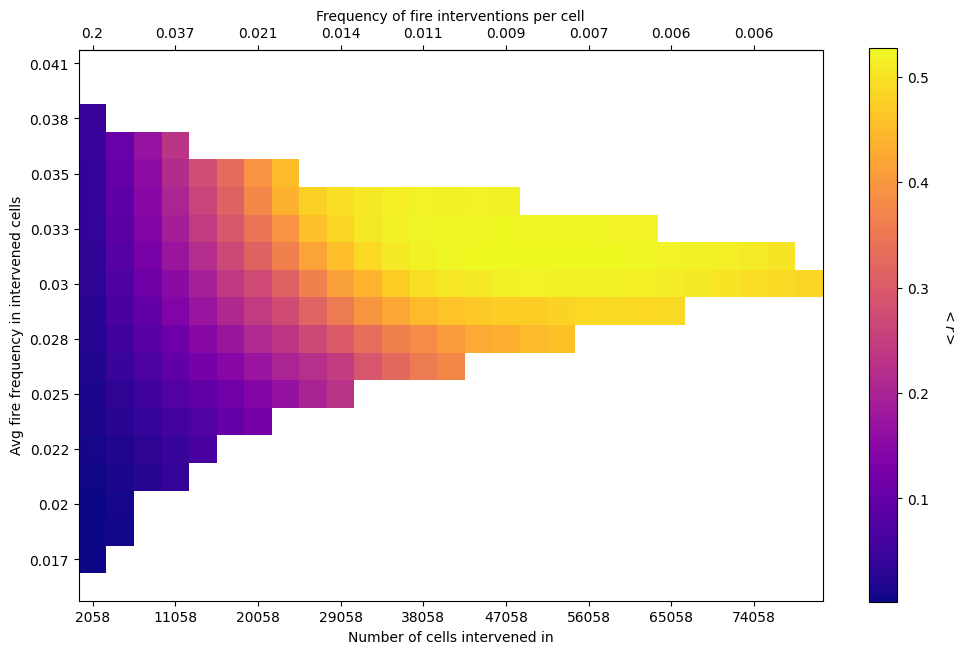 Frequency of fire interventions per cell
0.2 0.037 0.021 0.014 0.011 0.009 0.007 0.006 0.006
Avg fire frequency in intervened cells
0.041
0.038
0.035
0.033
0.03
0.028
0.025
0.022
0.02
0.017
2058 11058 20058 29058 38058 47058 56058 65058 74058
Number of cells intervened in
0.5
0.4
0.3
0.2
0.1
<r>